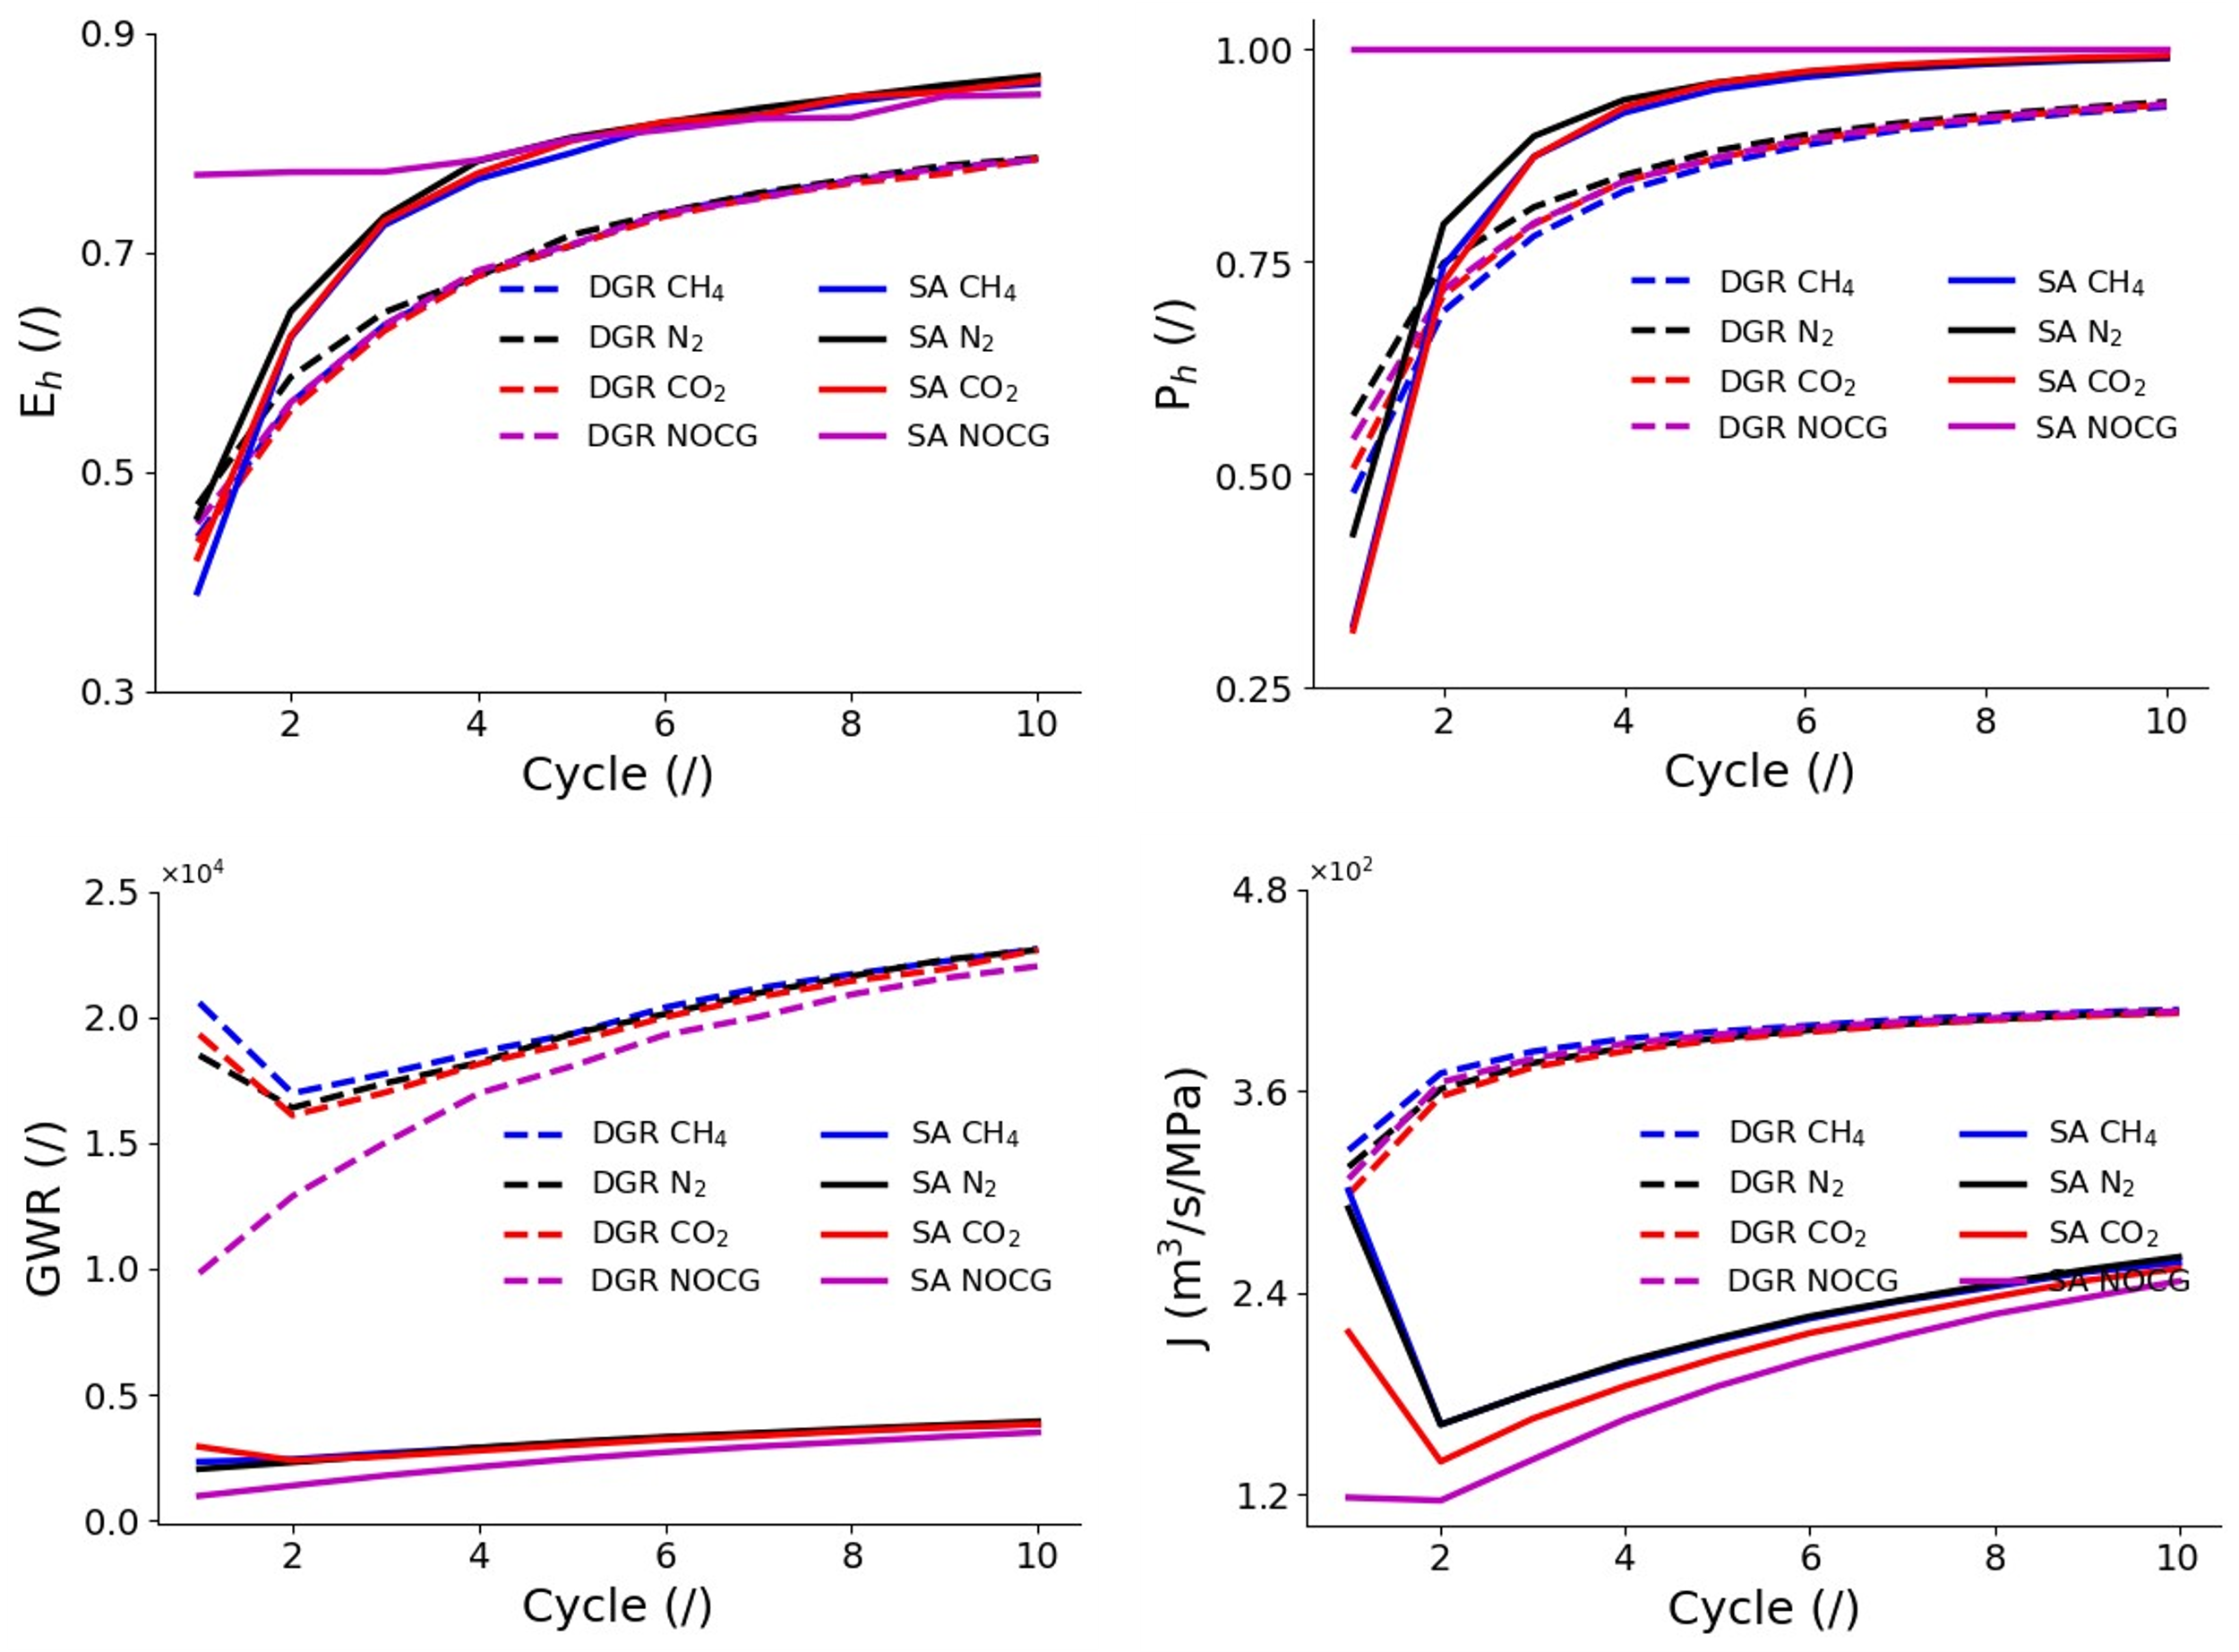 0.9
0.7
0.5
0.3
E_h (/)
2 4 6 8 10
Cycle (/)
DGR CH₄ SA CH₄
DGR N₂ SA N₂
DGR CO₂ SA CO₂
DGR NOCG SA NOCG
1.00
0.75
0.50
0.25
P_h (/)
2 4 6 8 10
Cycle (/)
DGR CH₄ SA CH₄
DGR N₂ SA N₂
DGR CO₂ SA CO₂
DGR NOCG SA NOCG
×10⁴
2.5
2.0
1.5
1.0
0.5
0.0
GWR (/)
2 4 6 8 10
Cycle (/)
DGR CH₄ SA CH₄
DGR N₂ SA N₂
DGR CO₂ SA CO₂
DGR NOCG SA NOCG
×10²
4.8
3.6
2.4
1.2
J (m³/s/MPa)
2 4 6 8 10
Cycle (/)
DGR CH₄ SA CH₄
DGR N₂ SA N₂
DGR CO₂ SA CO₂
DGR NOCG SA NOCG